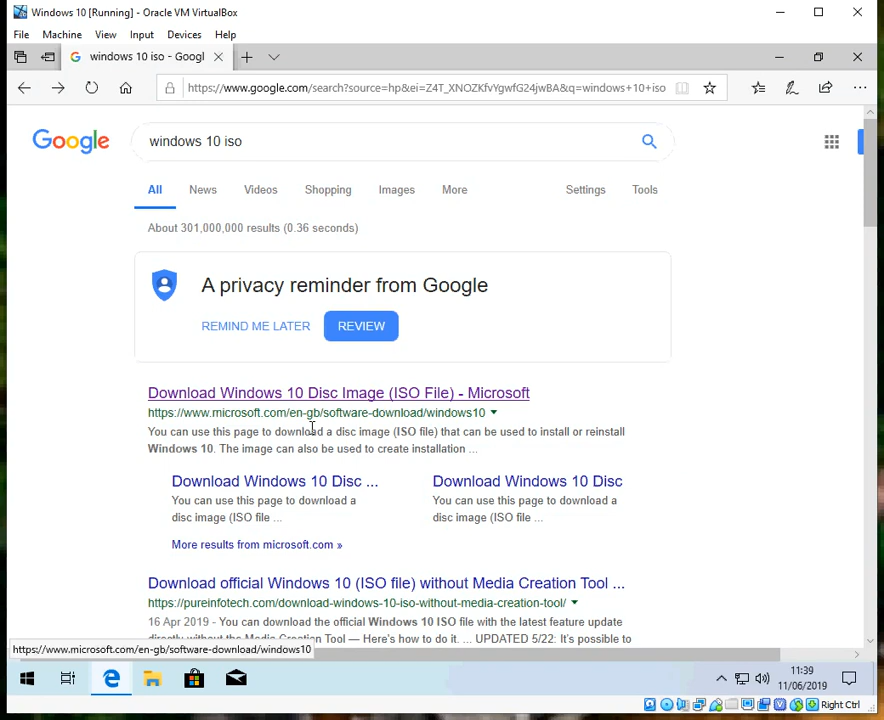 Windows 10 [Running] - Oracle VM VirtualBox
File Machine View Input Devices Help
windows 10 iso - Googl
https://www.google.com/search?source=hp&ei=Z4T_XNOZKfvYgwfG24jwBA&q=windows+10+iso
Google
windows 10 iso
All News Videos Shopping Images More Settings Tools
About 301,000,000 results (0.36 seconds)
A privacy reminder from Google
REMIND ME LATER REVIEW
Download Windows 10 Disc Image (ISO File) - Microsoft
https://www.microsoft.com/en-gb/software-download/windows10
You can use this page to download a disc image (ISO file) that can be used to install or reinstall
Windows 10. The image can also be used to create installation ...
Download Windows 10 Disc ... Download Windows 10 Disc
You can use this page to download a You can use this page to download a
disc image (ISO file ... disc image (ISO file ...
More results from microsoft.com »
Download official Windows 10 (ISO file) without Media Creation Tool ...
https://pureinfotech.com/download-windows-10-iso-without-media-creation-tool/
16 Apr 2019 - You can download the official Windows 10 ISO file with the latest feature update
directly without the Media Creation Tool — Here's how to do it. ... UPDATED 5/22: It's possible to
https://www.microsoft.com/en-gb/software-download/windows10
11:39
11/06/2019
Right Ctrl